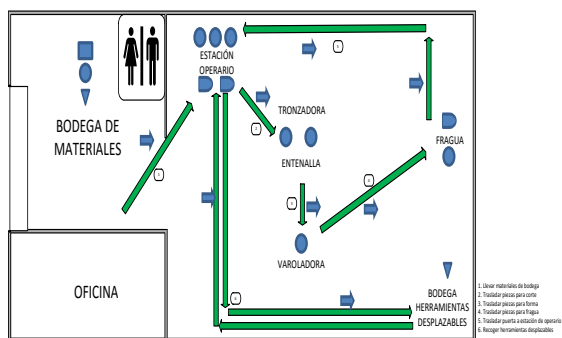 ESTACIÓN
OPERARIO
BODEGA DE
MATERIALES
TRONZADORA
ENTENALLA
FRAGUA
VAROLADORA
OFICINA
BODEGA
HERRAMIENTAS
DESPLAZABLES
1. Llevar materiales de bodega
2. Trasladar piezas para corte
3. Trasladar piezas para forma
4. Trasladar piezas para fragua
5. Trasladar puerta a estación de operario
6. Recoger herramientas desplazables